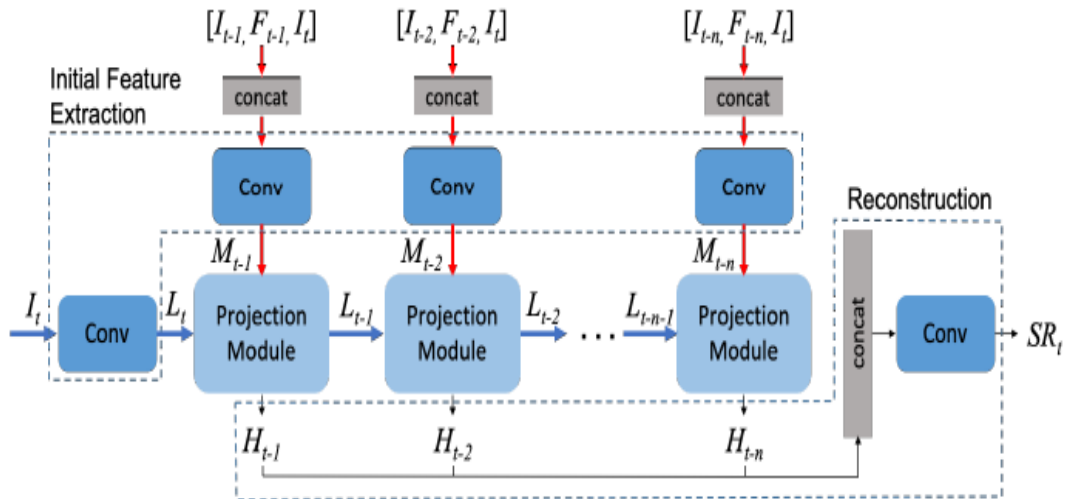 [I_{t-1}, F_{t-1}, I_t] [I_{t-2}, F_{t-2}, I_t] [I_{t-n}, F_{t-n}, I_t]
Initial Feature
Extraction
concat concat concat
Conv Conv Conv
Reconstruction
M_{t-1} M_{t-2} M_{t-n}
I_t Conv L_t Projection Module L_{t-1} Projection Module L_{t-2} ... L_{t-n-1} Projection Module concat Conv SR_t
H_{t-1} H_{t-2} H_{t-n}